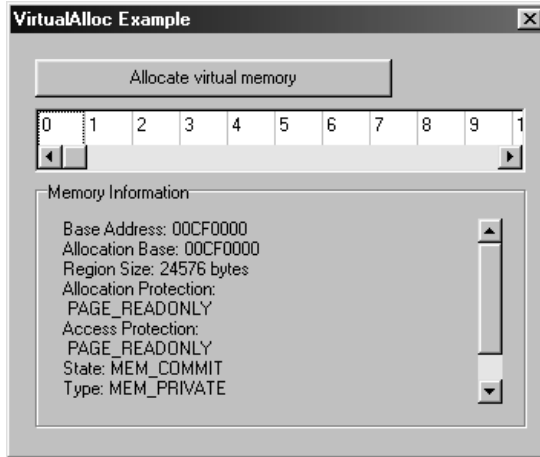 VirtualAlloc Example
Allocate virtual memory
0 1 2 3 4 5 6 7 8 9 1
Memory Information
Base Address: 00CF0000
Allocation Base: 00CF0000
Region Size: 24576 bytes
Allocation Protection:
PAGE_READONLY
Access Protection:
PAGE_READONLY
State: MEM_COMMIT
Type: MEM_PRIVATE